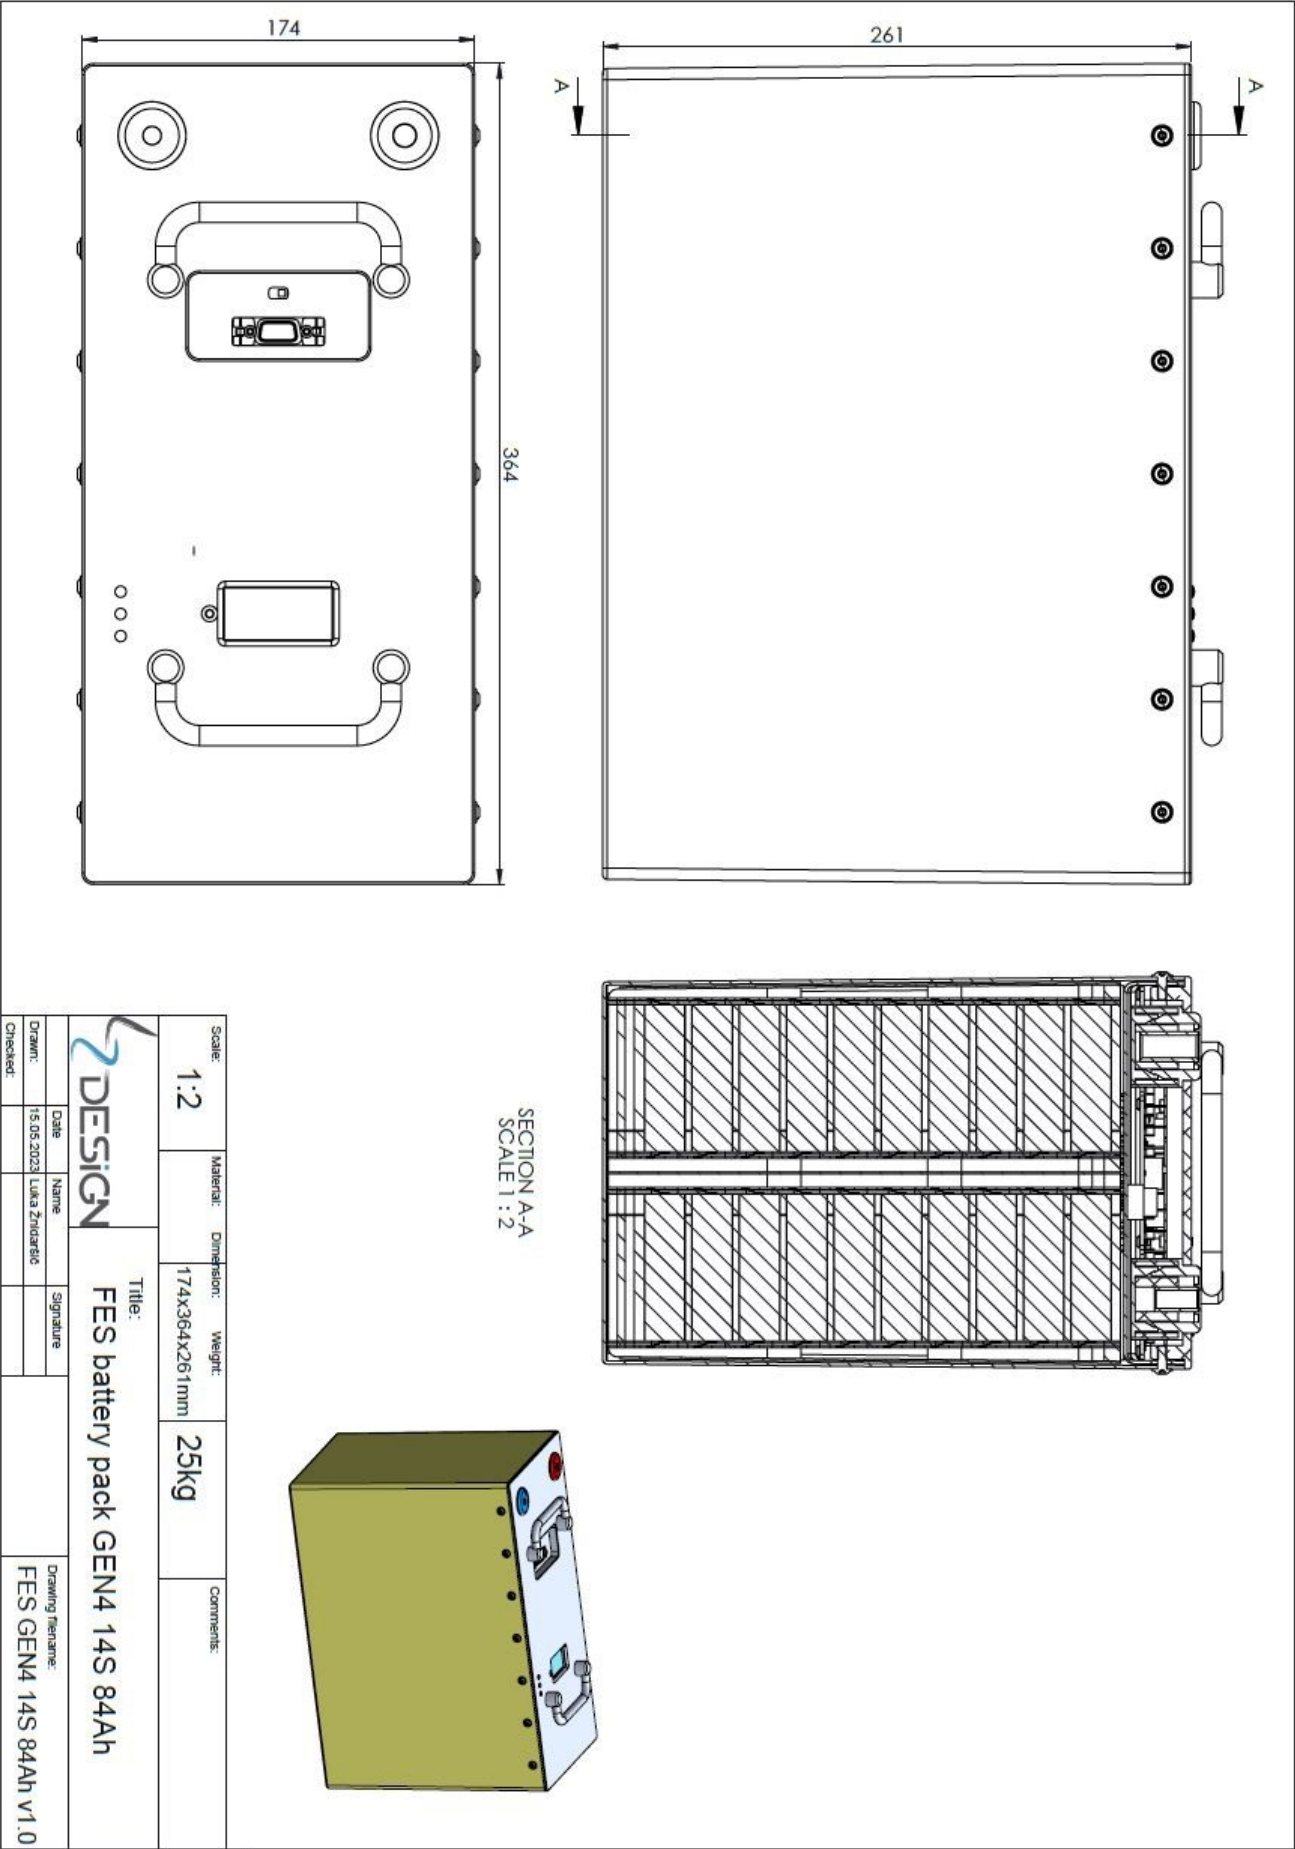 174
364
261
A
A
SECTION A-A
SCALE 1 : 2
Scale:
1:2
Material:
Dimension:
174x364x261mm
Weight:
25kg
Comments:
DESiGN
Title:
FES battery pack GEN4 14S 84Ah
Date
Name
Signature
Drawn:
15.05.2023
Luka Žnidaršič
Checked:
Drawing filename:
FES GEN4 14S 84Ah v1.0